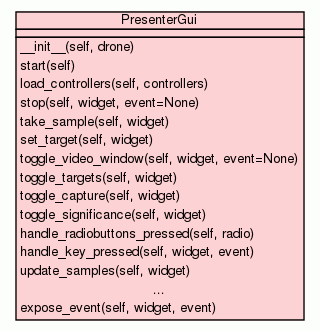 PresenterGui
__init__(self, drone)
start(self)
load_controllers(self, controllers)
stop(self, widget, event=None)
take_sample(self, widget)
set_target(self, widget)
toggle_video_window(self, widget, event=None)
toggle_targets(self, widget)
toggle_capture(self, widget)
toggle_significance(self, widget)
handle_radiobuttons_pressed(self, radio)
handle_key_pressed(self, widget, event)
update_samples(self, widget)
...
expose_event(self, widget, event)